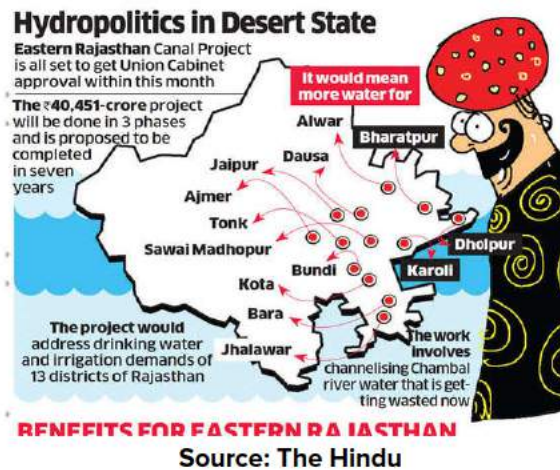 Hydropolitics in Desert State
Eastern Rajasthan Canal Project
is all set to get Union Cabinet
approval within this month
The ₹40,451-crore project
will be done in 3 phases
and is proposed to be
completed
in seven
years
It would mean
more water for
Alwar
Bharatpur
Dausa
Jaipur
Ajmer
Tonk
Sawai Madhopur
Dholpur
Karoli
Bundi
Kota
Bara
Jhalawar
The project would
address drinking water
and irrigation demands of
13 districts of Rajasthan
The work
involves
channelising Chambal
river water that is get-
ting wasted now
BENEFITS FOR EASTERN RAJASTHAN
Source: The Hindu